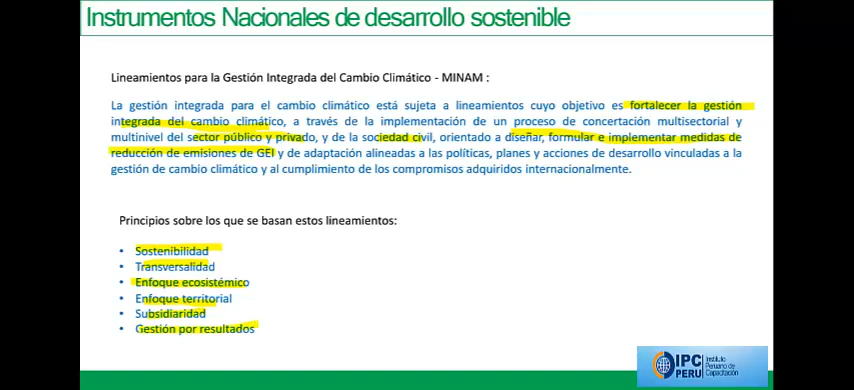 Instrumentos Nacionales de desarrollo sostenible
Lineamientos para la Gestión Integrada del Cambio Climático - MINAM :
La gestión integrada para el cambio climático está sujeta a lineamientos cuyo objetivo es fortalecer la gestión
integrada del cambio climático, a través de la implementación de un proceso de concertación multisectorial y
multinivel del sector público y privado, y de la sociedad civil, orientado a diseñar, formular e implementar medidas de
reducción de emisiones de GEI y de adaptación alineadas a las políticas, planes y acciones de desarrollo vinculadas a la
gestión de cambio climático y al cumplimiento de los compromisos adquiridos internacionalmente.
Principios sobre los que se basan estos lineamientos:
• Sostenibilidad
• Transversalidad
• Enfoque ecosistémico
• Enfoque territorial
• Subsidiaridad
• Gestión por resultados
IPC PERU
Instituto
Peruano de
Capacitación